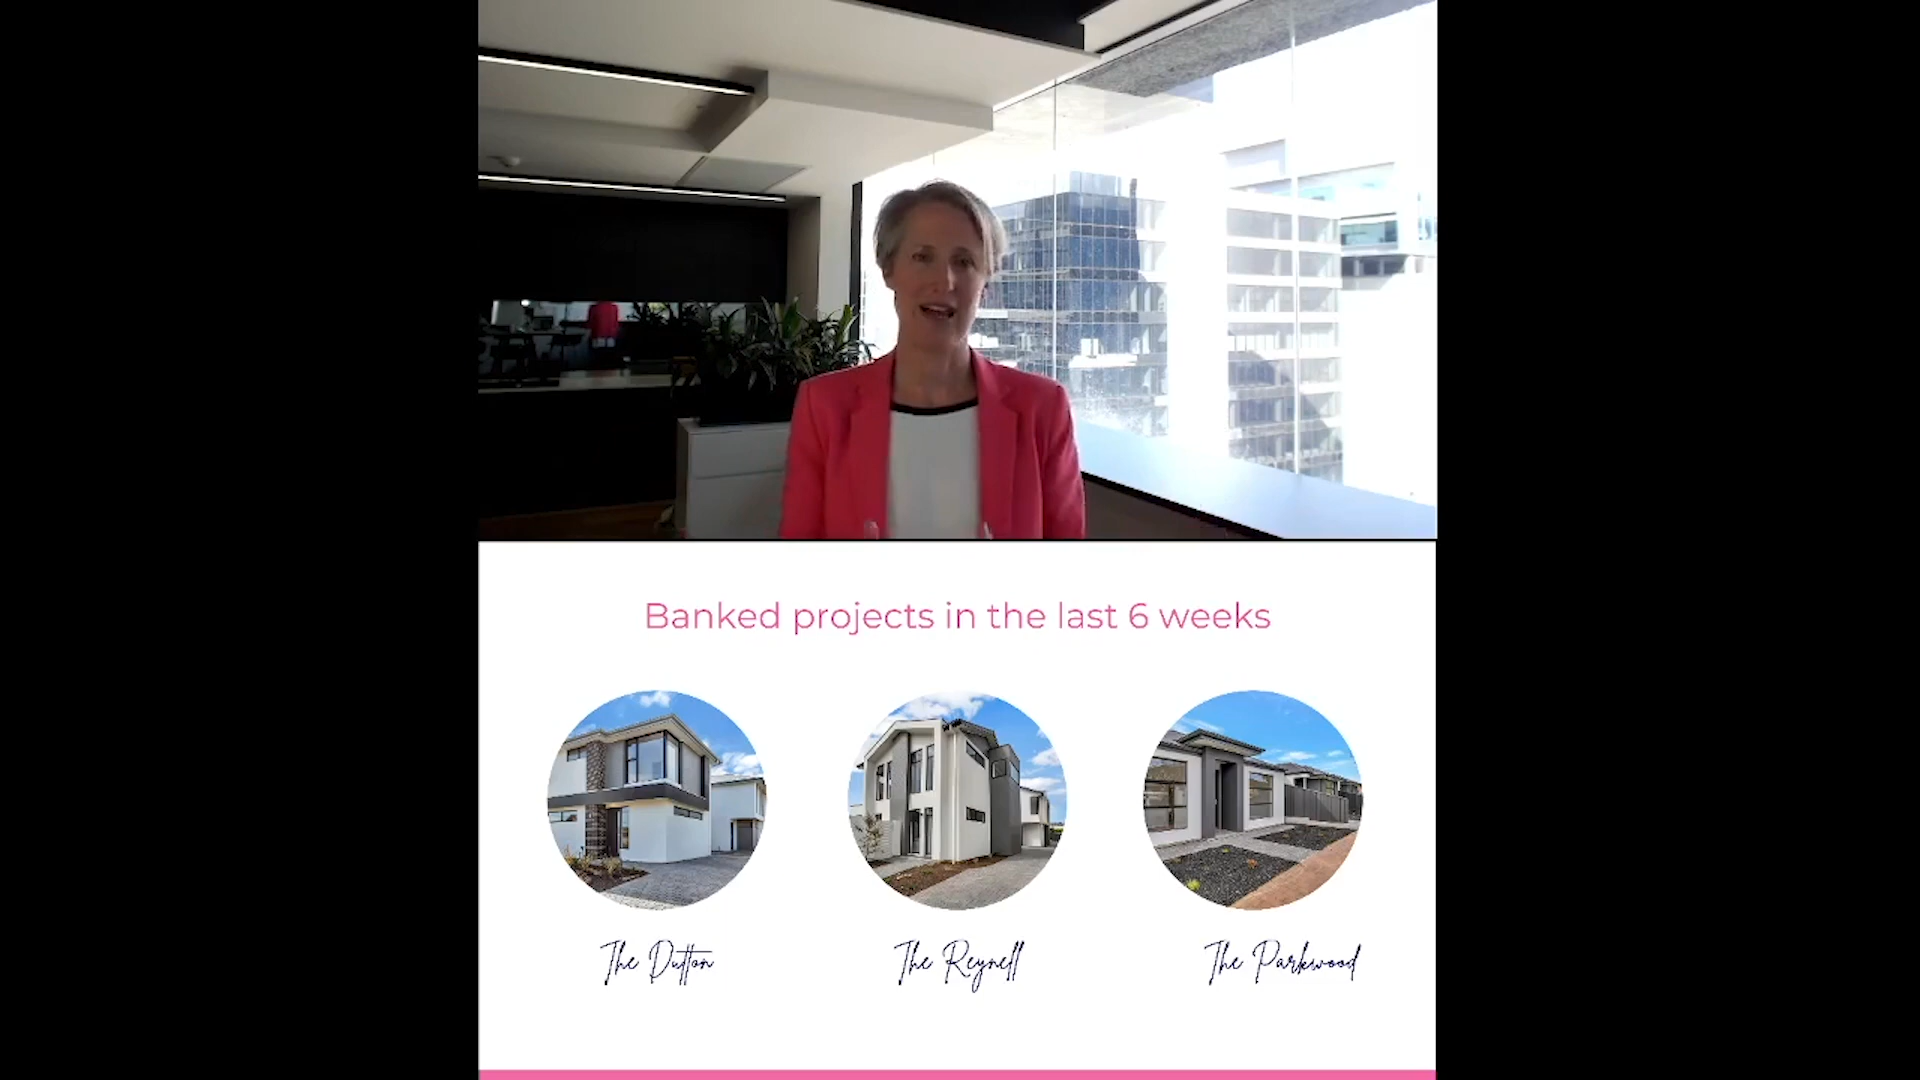 Banked projects in the last 6 weeks
The Dutton
The Reynell
The Parkwood